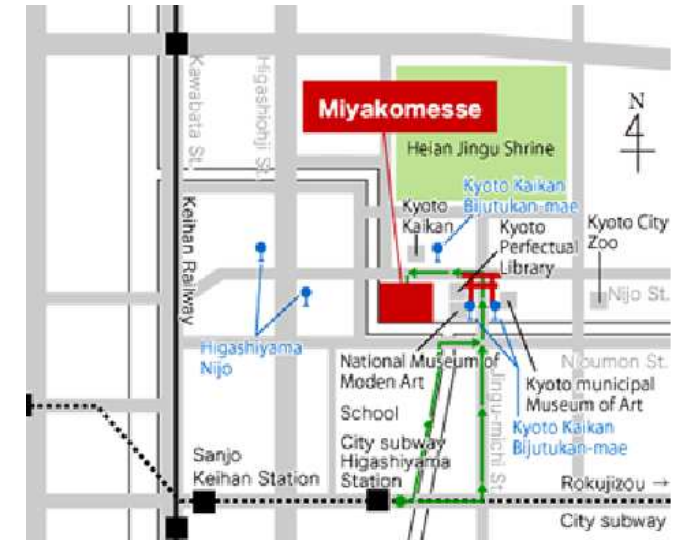 Kawabata St.
Higashiohji St.
Miyakomesse
N
Heian Jingu Shrine
Kyoto Kaikan
Bijutukan-mae
Kyoto
Kaikan
Kyoto
Perfectual
Library
Kyoto City
Zoo
Keihan Railway
Nijo St.
Higashiyama
Nijo
National Museum of
Moden Art
Nioumon St.
Jingu-michi St.
Kyoto municipal
Museum of Art
School
Kyoto Kaikan
Bijutukan-mae
City subway
Higashiyama
Station
Sanjo
Keihan Station
Rokujizou →
City subway